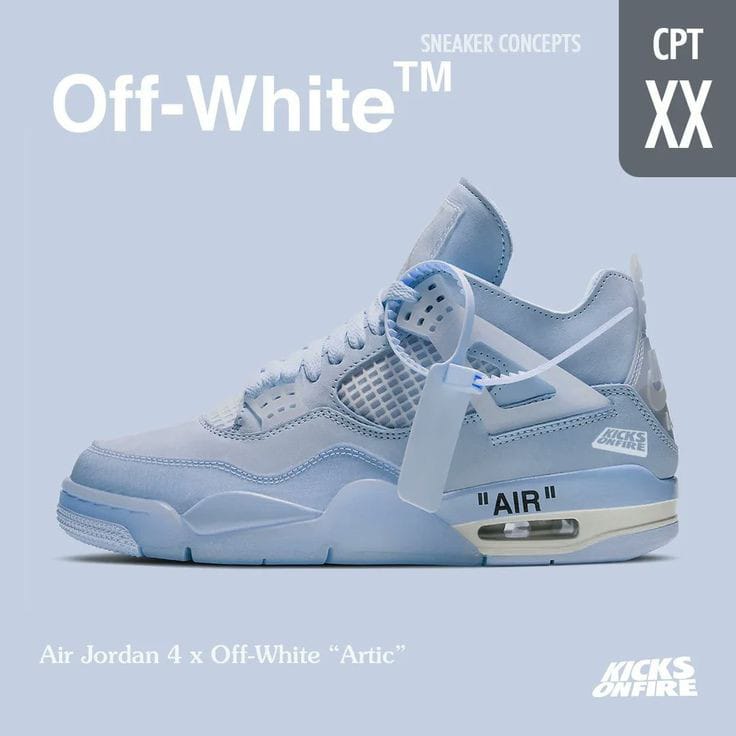 SNEAKER CONCEPTS
Off-White™
CPT
XX
KICKS
ONFIRE
"AIR"
Air Jordan 4 x Off-White “Artic”
KICKS
ONFIRE